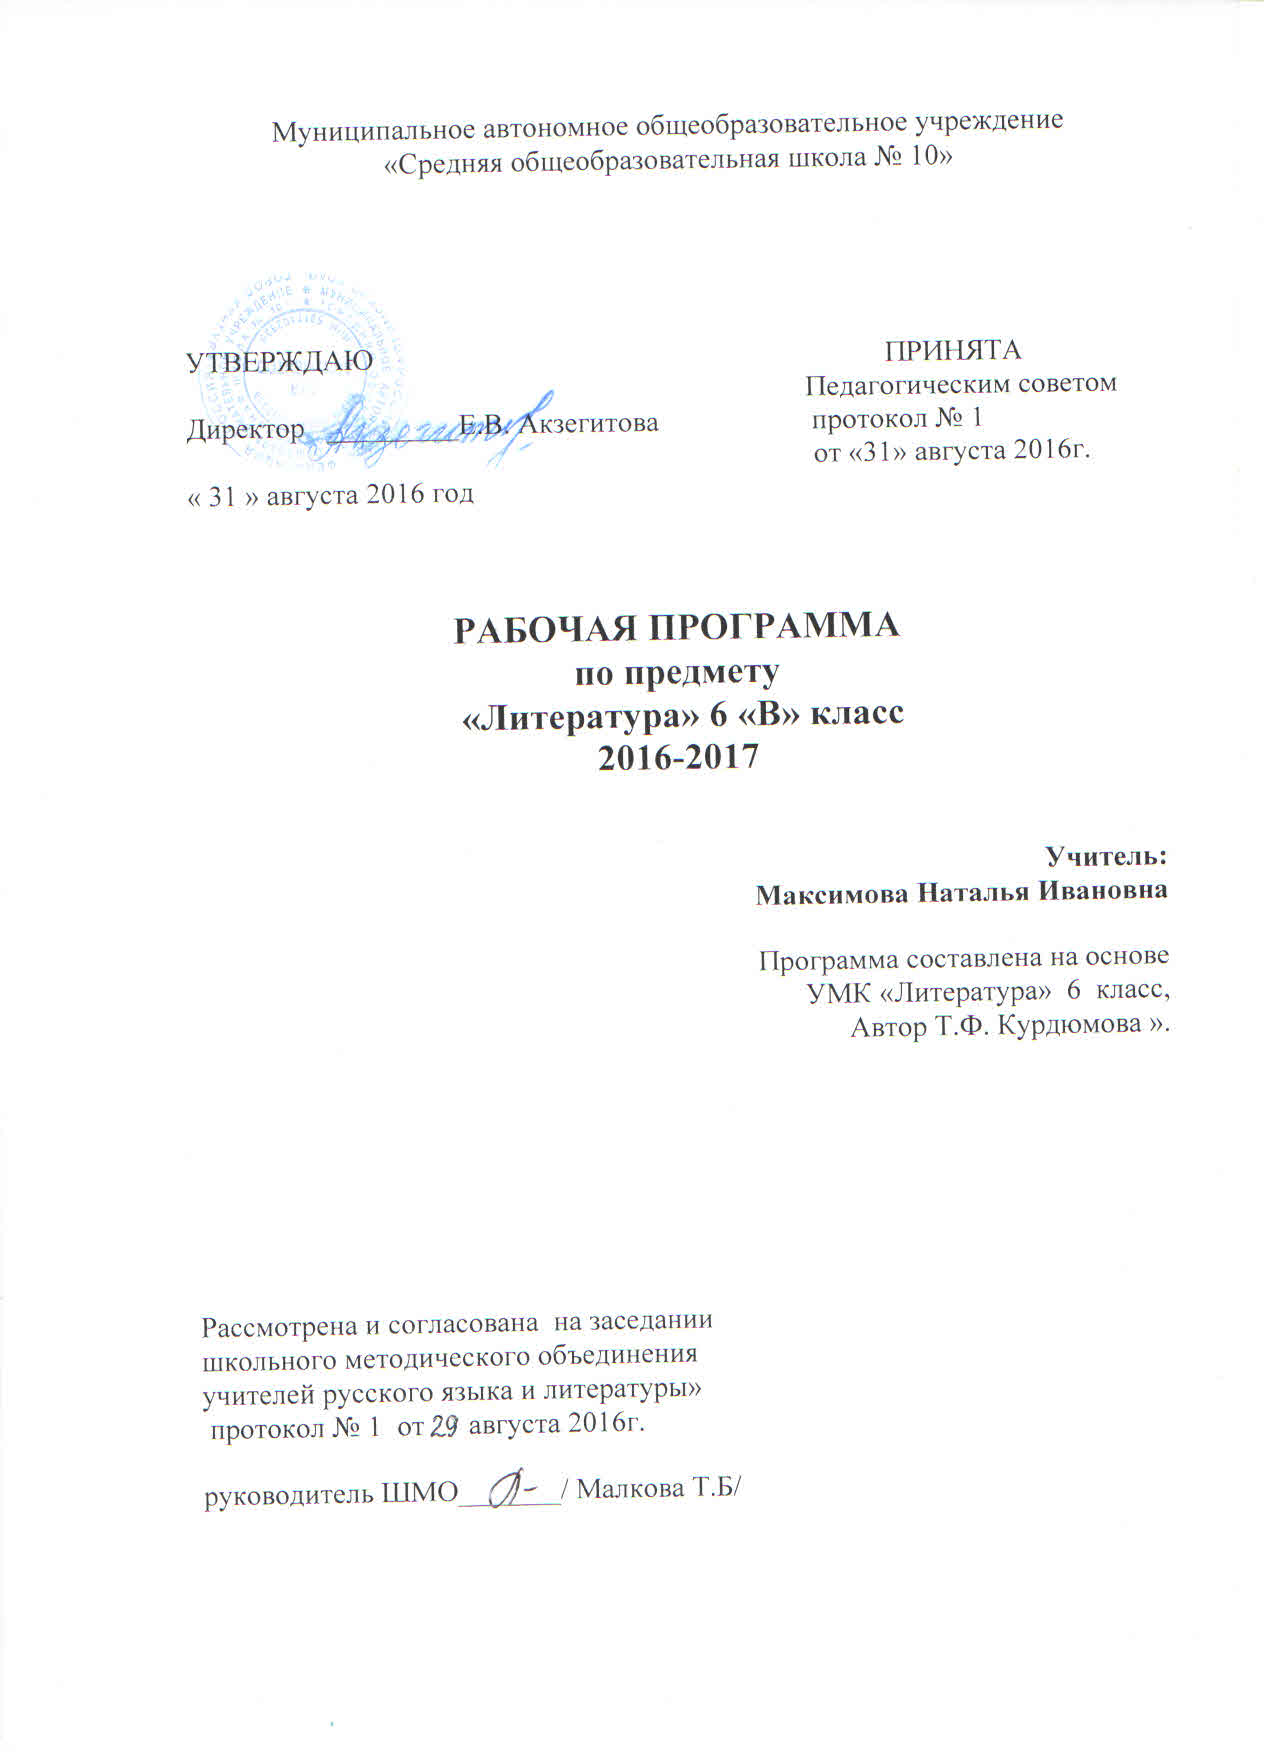 Муниципальное автономное общеобразовательное учреждение
«Средняя общеобразовательная школа № 10»
УТВЕРЖДАЮ
Директор ___________Е.В. Акзегитова
« 31 » августа 2016 год
ПРИНЯТА
Педагогическим советом
протокол № 1
от «31» августа 2016г.
РАБОЧАЯ ПРОГРАММА
по предмету
«Литература» 6 «В» класс
2016-2017
Учитель:
Максимова Наталья Ивановна
Программа составлена на основе
УМК «Литература» 6 класс,
Автор Т.Ф. Курдюмова ».
Рассмотрена и согласована на заседании
школьного методического объединения
учителей русского языка и литературы»
протокол № 1 от 29 августа 2016г.
руководитель ШМО_______/ Малкова Т.Б/